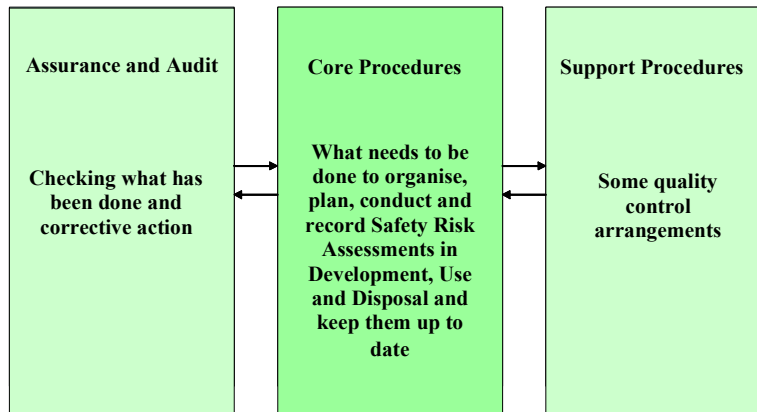 Assurance and Audit
Checking what has
been done and
corrective action
Core Procedures
What needs to be
done to organise,
plan, conduct and
record Safety Risk
Assessments in
Development, Use
and Disposal and
keep them up to
date
Support Procedures
Some quality
control
arrangements